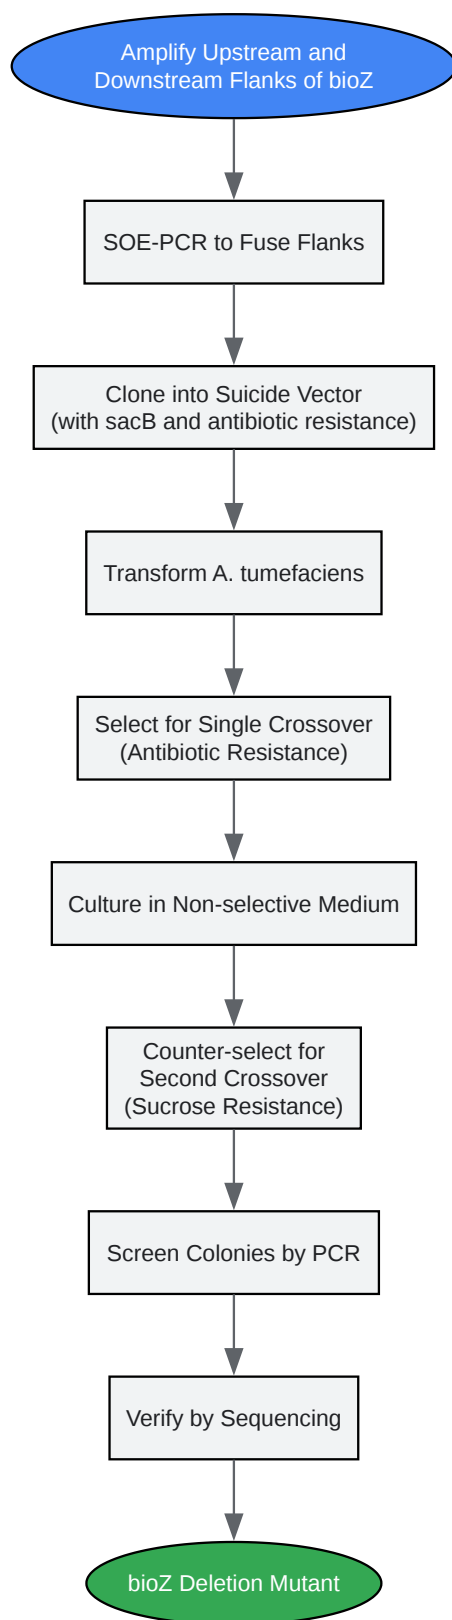 Amplify Upstream and
Downstream Flanks of bioZ
SOE-PCR to Fuse Flanks
Clone into Suicide Vector
(with sacB and antibiotic resistance)
Transform A. tumefaciens
Select for Single Crossover
(Antibiotic Resistance)
Culture in Non-selective Medium
Counter-select for
Second Crossover
(Sucrose Resistance)
Screen Colonies by PCR
Verify by Sequencing
bioZ Deletion Mutant